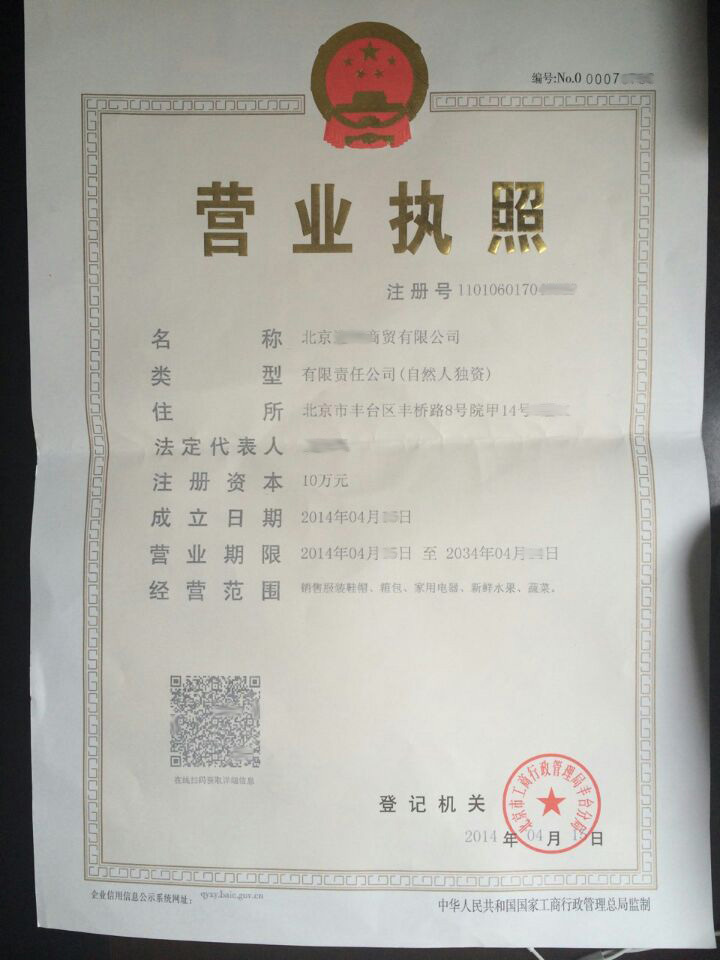 编号:No.0 0007
营业执照
注册号 1101060170
名称 北京 商贸有限公司
类型 有限责任公司(自然人独资)
住所 北京市丰台区丰桥路8号院甲14号
法定代表人
注册资本 10万元
成立日期 2014年04月 日
营业期限 2014年04月 5日 至 2034年04月 日
经营范围 销售服装鞋帽、箱包、家用电器、新鲜水果、蔬菜。
在线扫码获取详细信息
北京市工商行政管理局丰台分局
登记机关
2014 年 04 月 15 日
企业信用信息公示系统网址: qyxy.baic.gov.cn
中华人民共和国国家工商行政管理总局监制